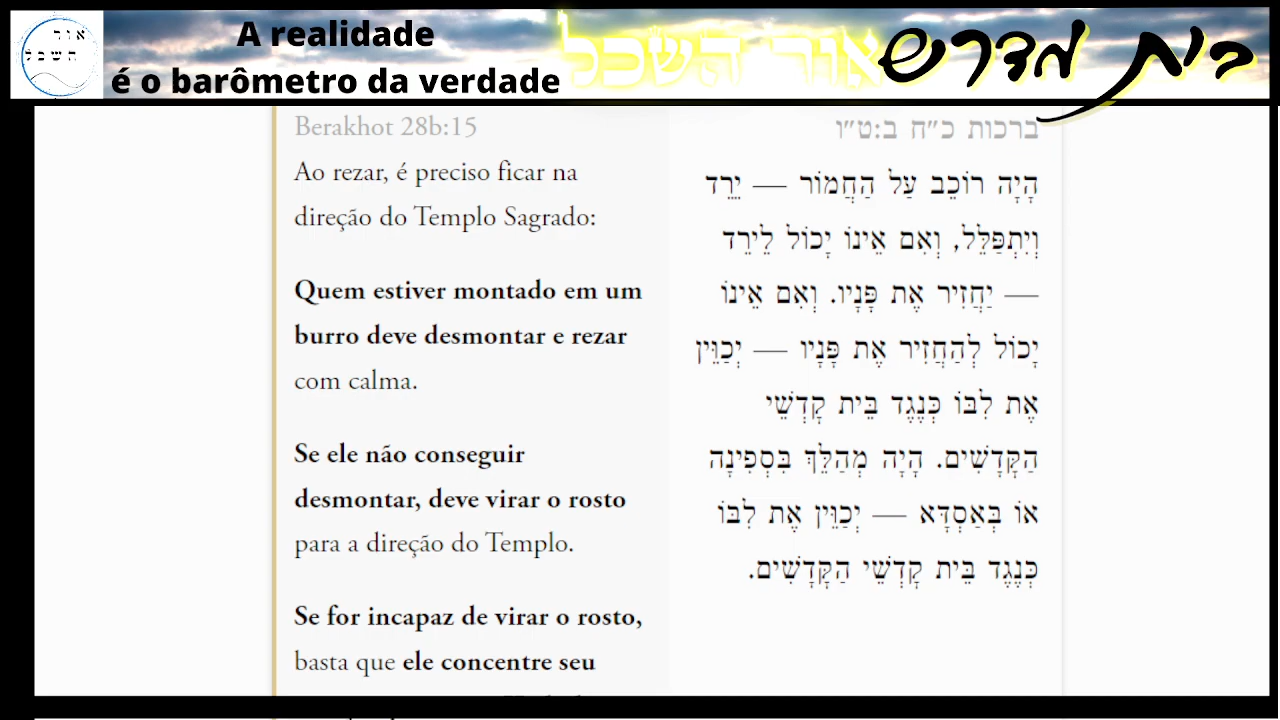 אור
השכל
A realidade
é o barômetro da verdade
אור השכל
בית מדרש
Berakhot 28b:15
Ao rezar, é preciso ficar na
direção do Templo Sagrado:
Quem estiver montado em um
burro deve desmontar e rezar
com calma.
Se ele não conseguir
desmontar, deve virar o rosto
para a direção do Templo.
Se for incapaz de virar o rosto,
basta que ele concentre seu
ברכות כ״ח ב:ט״ו
הָיָה רוֹכֵב עַל הַחֲמוֹר — יֵרֵד
וְיִתְפַּלֵּל, וְאִם אֵינוֹ יָכוֹל לֵירֵד
— יַחֲזִיר אֶת פָּנָיו. וְאִם אֵינוֹ
יָכוֹל לְהַחֲזִיר אֶת פָּנָיו — יְכַוֵּין
אֶת לִבּוֹ כְּנֶגֶד בֵּית קׇדְשֵׁי
הַקֳּדָשִׁים. הָיָה מְהַלֵּךְ בִּסְפִינָה
אוֹ בְּאַסְדָּא — יְכַוֵּין אֶת לִבּוֹ
כְּנֶגֶד בֵּית קׇדְשֵׁי הַקֳּדָשִׁים.